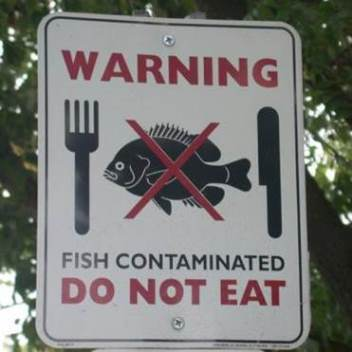 WARNING
FISH CONTAMINATED
DO NOT EAT